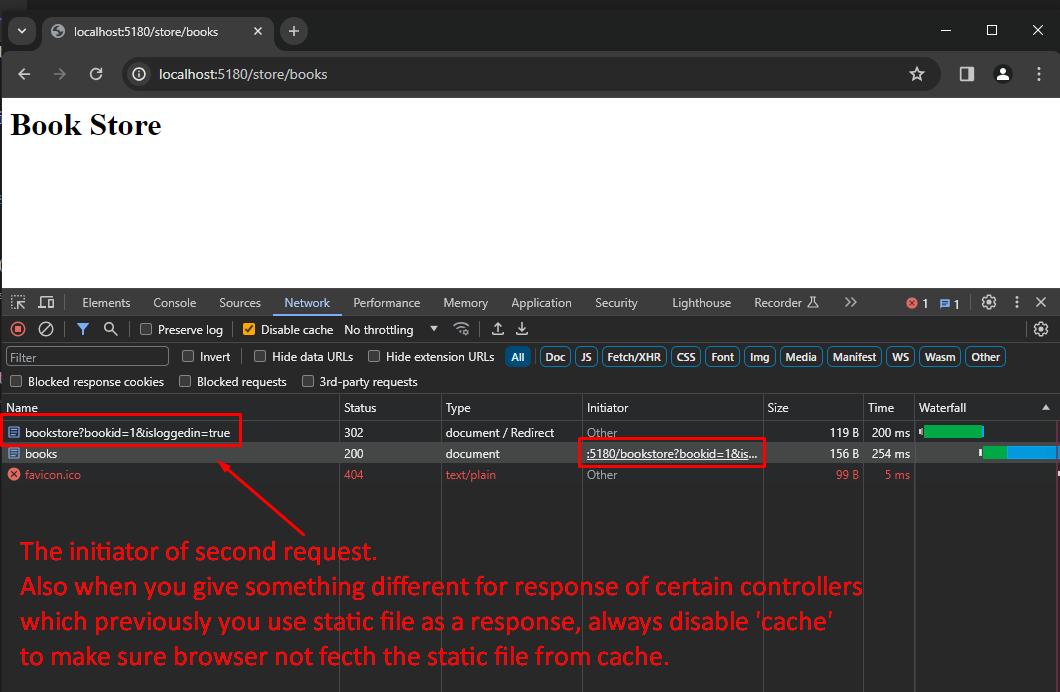 localhost:5180/store/books
localhost:5180/store/books
Book Store
Elements Console Sources Network Performance Memory Application Security Lighthouse Recorder 1 1
Preserve log Disable cache No throttling
Filter Invert Hide data URLs Hide extension URLs All Doc JS Fetch/XHR CSS Font Img Media Manifest WS Wasm Other
Blocked response cookies Blocked requests 3rd-party requests
Name Status Type Initiator Size Time Waterfall
bookstore?bookid=1&isloggedin=true 302 document / Redirect Other 119 B 200 ms
books 200 document :5180/bookstore?bookid=1&is... 156 B 254 ms
favicon.ico 404 text/plain Other 99 B 5 ms
The initiator of second request.
Also when you give something different for response of certain controllers
which previously you use static file as a response, always disable 'cache'
to make sure browser not fecth the static file from cache.